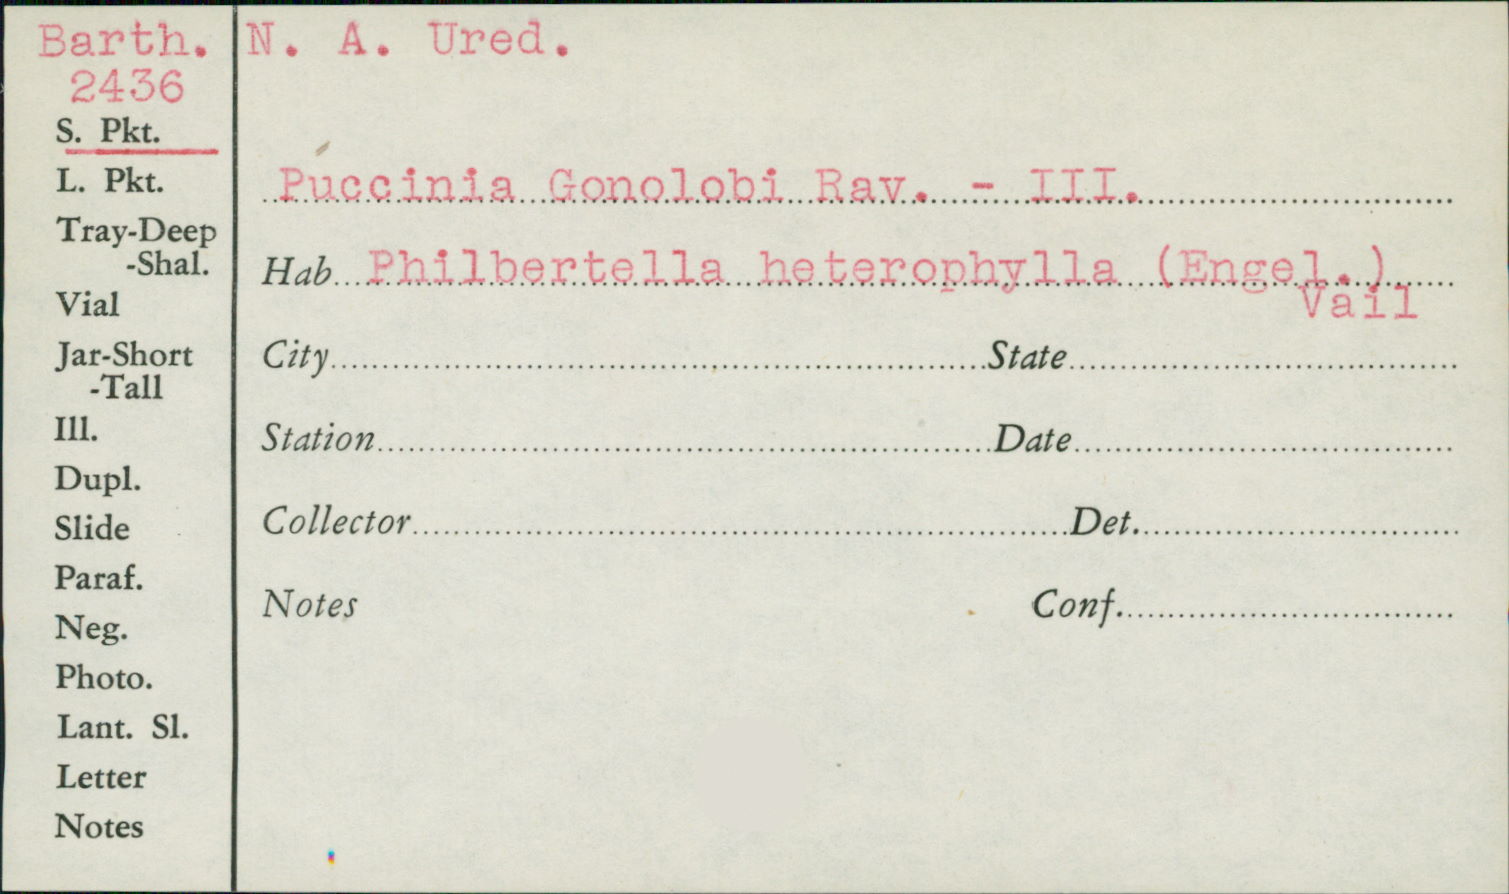 Barth. N. A. Ured.
2436
S. Pkt.
L. Pkt.
Tray-Deep
-Shal.
Vial
Jar-Short
-Tall
Ill.
Dupl.
Slide
Paraf.
Neg.
Photo.
Lant. Sl.
Letter
Notes
Puccinia Gonolobi Rav. - III.
Hab Philbertella heterophylla (Engel.)
Vail
City State
Station Date
Collector Det.
Notes Conf.